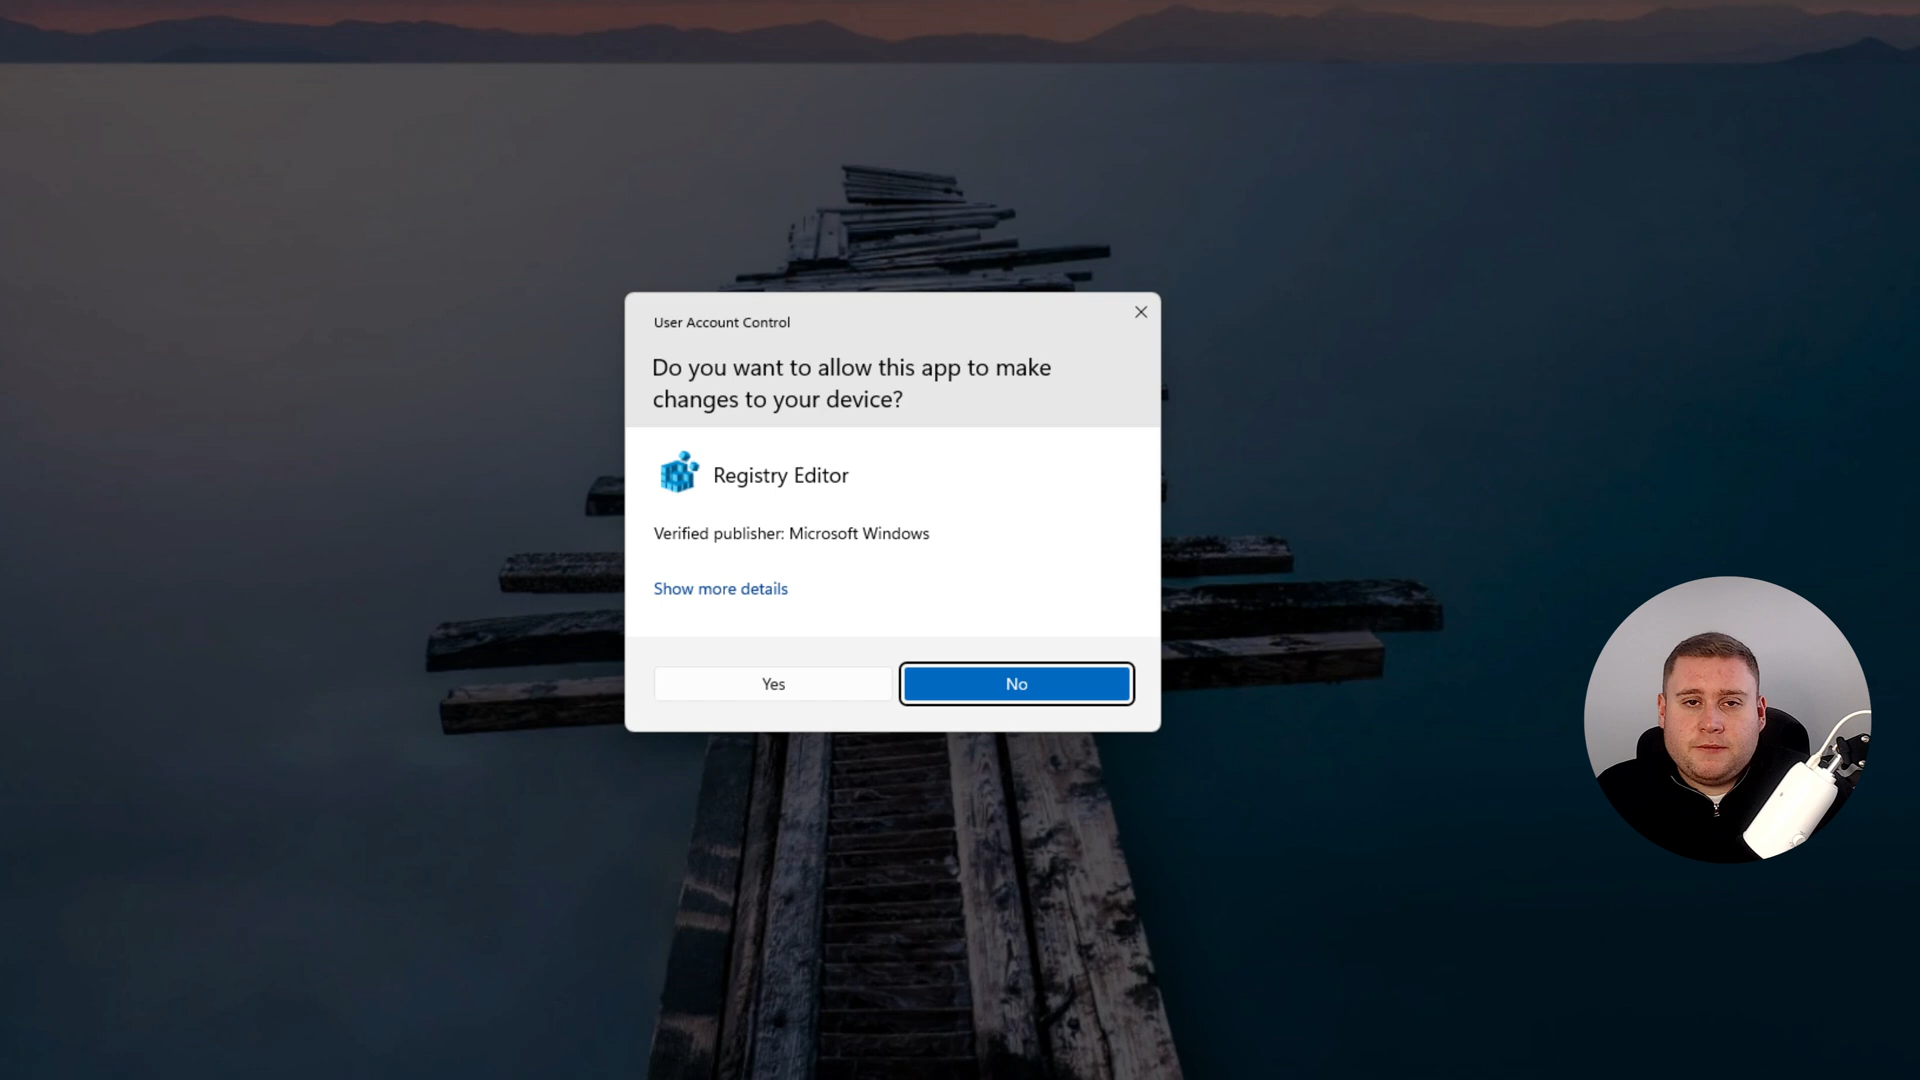 User Account Control
Do you want to allow this app to make
changes to your device?
Registry Editor
Verified publisher: Microsoft Windows
Show more details
Yes
No